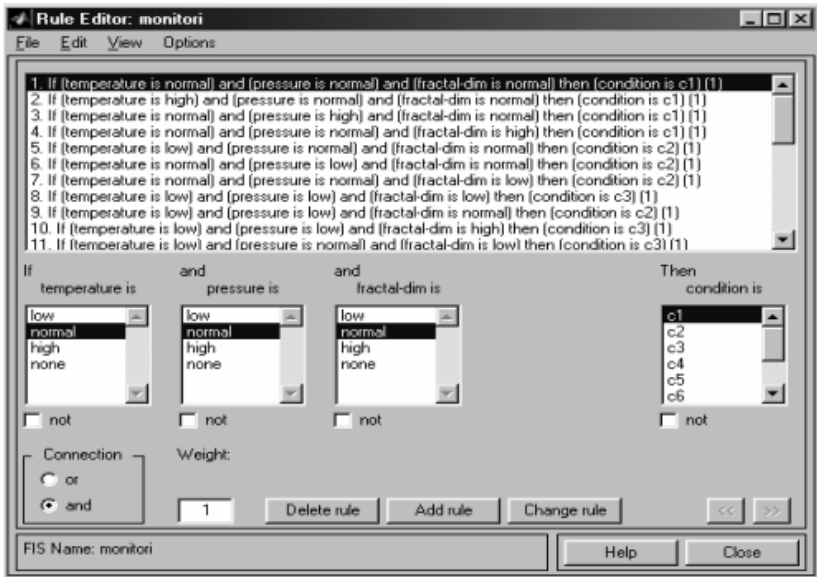 Rule Editor: monitori
File Edit View Options
1. If (temperature is normal) and (pressure is normal) and (fractal-dim is normal) then (condition is c1) (1)
2. If (temperature is high) and (pressure is normal) and (fractal-dim is normal) then (condition is c1) (1)
3. If (temperature is normal) and (pressure is high) and (fractal-dim is normal) then (condition is c1) (1)
4. If (temperature is normal) and (pressure is normal) and (fractal-dim is high) then (condition is c1) (1)
5. If (temperature is low) and (pressure is normal) and (fractal-dim is normal) then (condition is c2) (1)
6. If (temperature is normal) and (pressure is low) and (fractal-dim is normal) then (condition is c2) (1)
7. If (temperature is normal) and (pressure is normal) and (fractal-dim is low) then (condition is c2) (1)
8. If (temperature is low) and (pressure is low) and (fractal-dim is low) then (condition is c3) (1)
9. If (temperature is low) and (pressure is low) and (fractal-dim is normal) then (condition is c2) (1)
10. If (temperature is low) and (pressure is low) and (fractal-dim is high) then (condition is c3) (1)
11. If (temperature is low) and (pressure is normal) and (fractal-dim is low) then (condition is c3) (1)
If and and Then
temperature is pressure is fractal-dim is condition is
low low low c1
normal normal normal c2
high high high c3
none none none c4
c5
c6
not not not not
Connection Weight:
or
and 1 Delete rule Add rule Change rule << >>
FIS Name: monitori Help Close